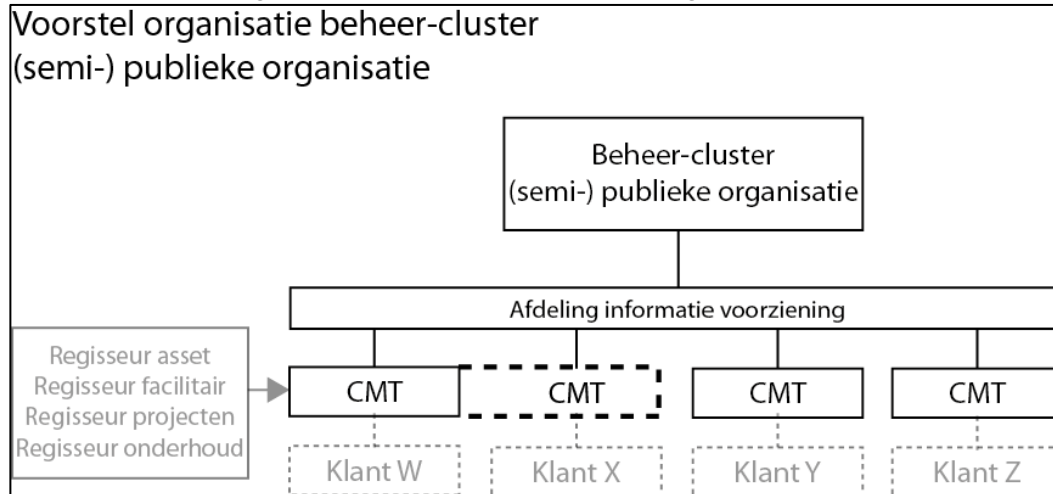 Voorstel organisatie beheer-cluster
(semi-) publieke organisatie
Beheer-cluster
(semi-) publieke organisatie
Afdeling informatie voorziening
Regisseur asset
Regisseur facilitair
Regisseur projecten
Regisseur onderhoud
CMT
CMT
CMT
CMT
Klant W
Klant X
Klant Y
Klant Z